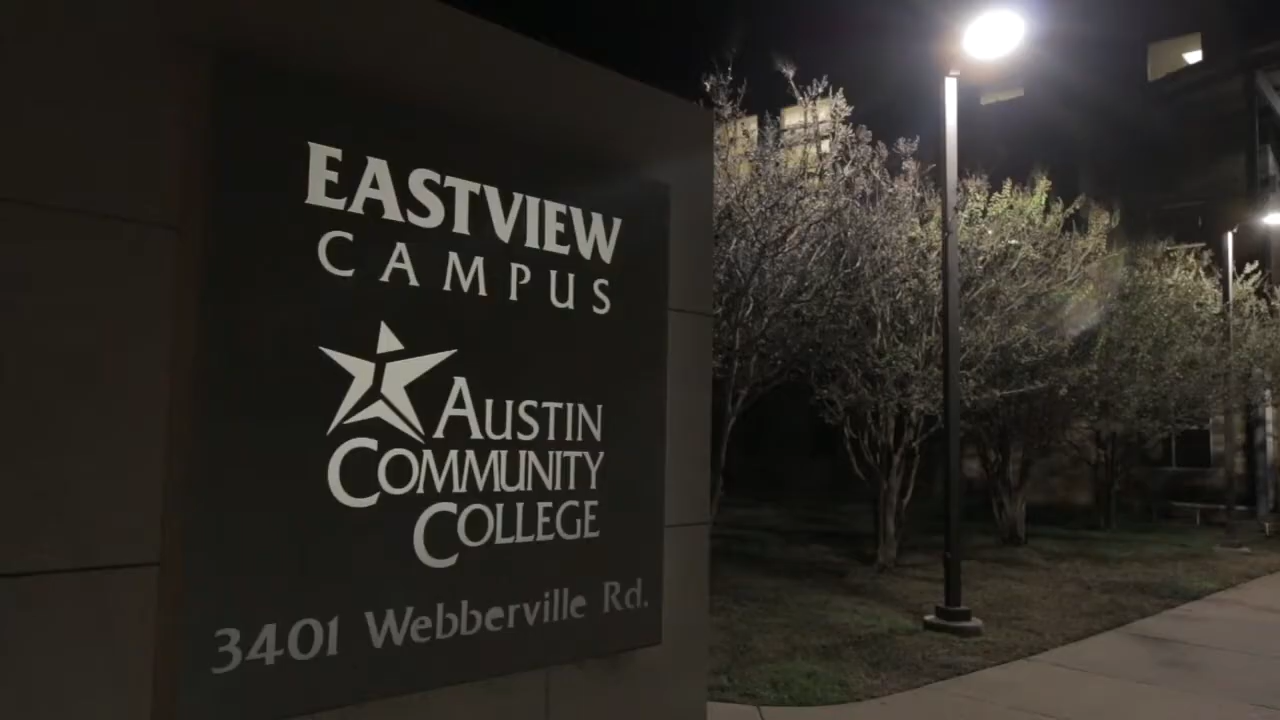 EASTVIEW
CAMPUS
AUSTIN
COMMUNITY
COLLEGE
3401 Webberville Rd.